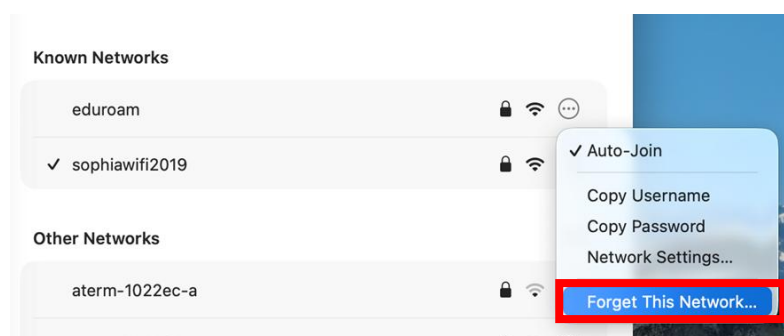 Known Networks
eduroam
sophiawifi2019
Auto-Join
Copy Username
Copy Password
Network Settings...
Forget This Network...
Other Networks
aterm-1022ec-a